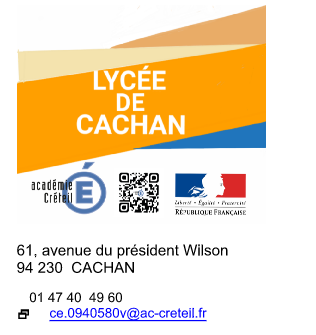 LYCÉE
DE
CACHAN
académie
Créteil
Liberté • Égalité • Fraternité
RÉPUBLIQUE FRANÇAISE
61, avenue du président Wilson
94 230 CACHAN
01 47 40 49 60
ce.0940580v@ac-creteil.fr